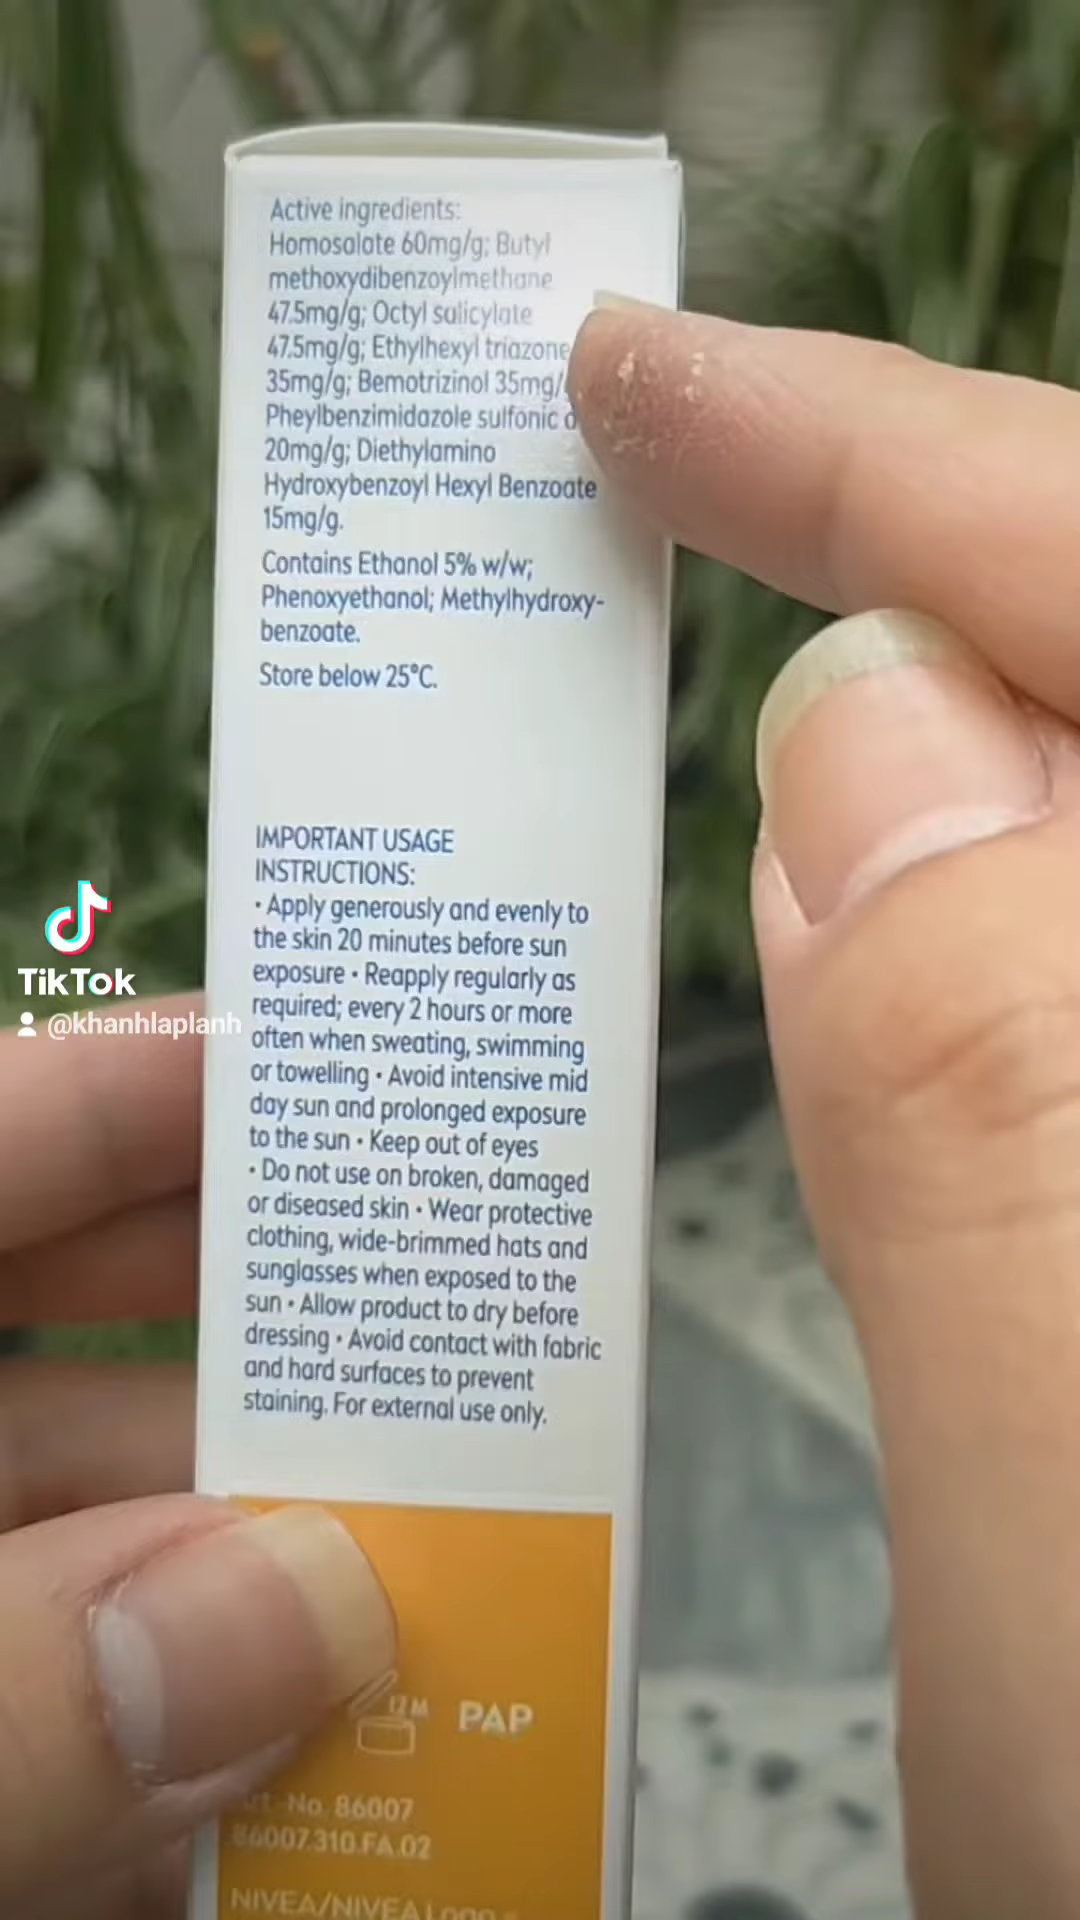 Active ingredients:
Homosalate 60mg/g; Butyl
methoxydibenzoylmethane
47.5mg/g; Octyl salicylate
47.5mg/g; Ethylhexyl triazone
35mg/g; Bemotrizinol 35mg/
Pheylbenzimidazole sulfonic
20mg/g; Diethylamino
Hydroxybenzoyl Hexyl Benzoate
15mg/g.
Contains Ethanol 5% w/w;
Phenoxyethanol; Methylhydroxy-
benzoate.
Store below 25°C.
IMPORTANT USAGE
INSTRUCTIONS:
• Apply generously and evenly to
the skin 20 minutes before sun
exposure • Reapply regularly as
required; every 2 hours or more
often when sweating, swimming
or towelling • Avoid intensive mid
day sun and prolonged exposure
to the sun • Keep out of eyes
• Do not use on broken, damaged
or diseased skin • Wear protective
clothing, wide-brimmed hats and
sunglasses when exposed to the
sun • Allow product to dry before
dressing • Avoid contact with fabric
and hard surfaces to prevent
staining. For external use only.
TikTok
@khanhlaplanh
12M PAP
-No. 86007
86007.310.FA.02
NIVEA/NIVEA Logo =